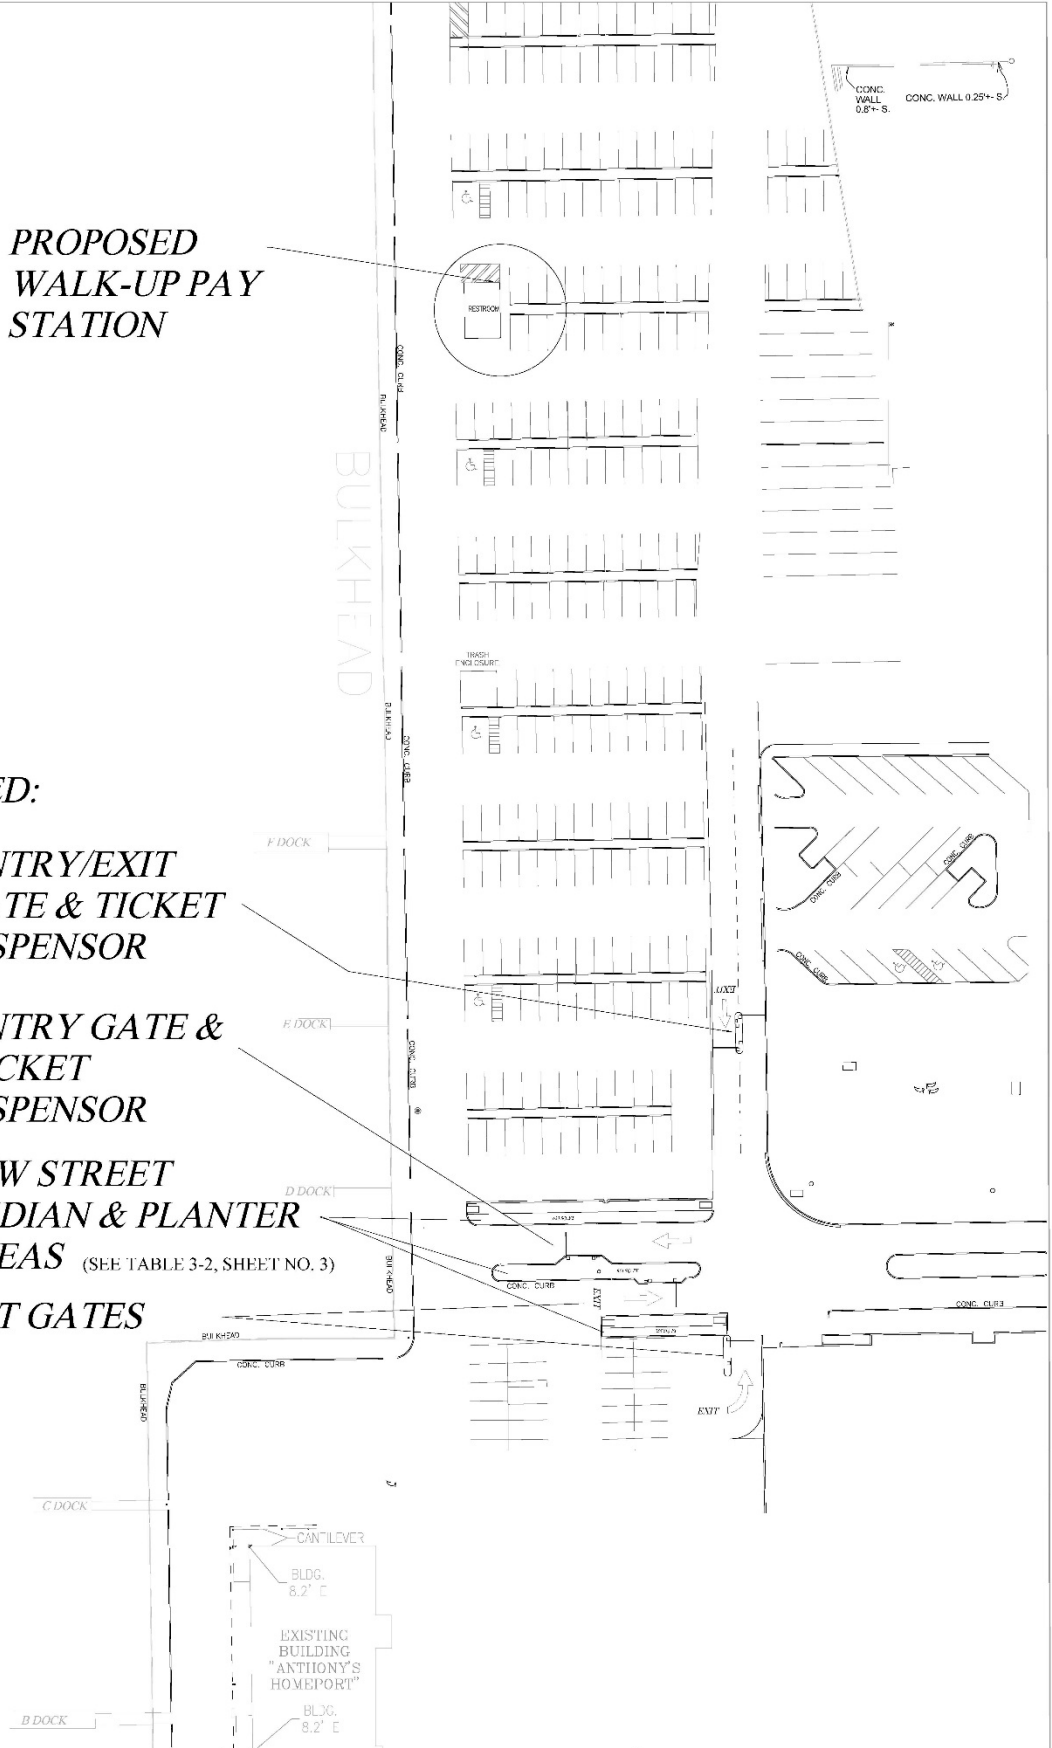 CONC.
WALL
0.8'+- S.
CONC. WALL 0.25'+- S.
PROPOSED
WALK-UP PAY
STATION
RESTROOM
CONC. CURB
BULKHEAD
BULKHEAD
TRASH
ENCLOSURE
BULKHEAD
CONC. CURB
ED:
F DOCK
NTRY/EXIT
TE & TICKET
SPENSOR
CONC. CURB
CONC. CURB
CONC. CURB
EXIT
E DOCK
NTRY GATE &
CKET
SPENSOR
CONC. CURB
W STREET
DIAN & PLANTER
EAS (SEE TABLE 3-2, SHEET NO. 3)
D DOCK
BULKHEAD
CONC. CURB
EXIT
CONC. CURB
T GATES
BULKHEAD
CONC. CURB
BULKHEAD
EXIT
C DOCK
CANTILEVER
BLDG.
8.2' E
EXISTING
BUILDING
"ANTHONY'S
HOMEPORT"
BLDG.
8.2' E
B DOCK